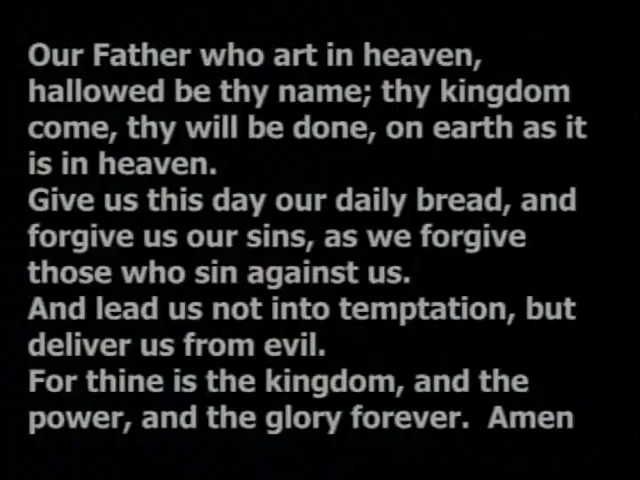 Our Father who art in heaven,
hallowed be thy name; thy kingdom
come, thy will be done, on earth as it
is in heaven.
Give us this day our daily bread, and
forgive us our sins, as we forgive
those who sin against us.
And lead us not into temptation, but
deliver us from evil.
For thine is the kingdom, and the
power, and the glory forever.  Amen